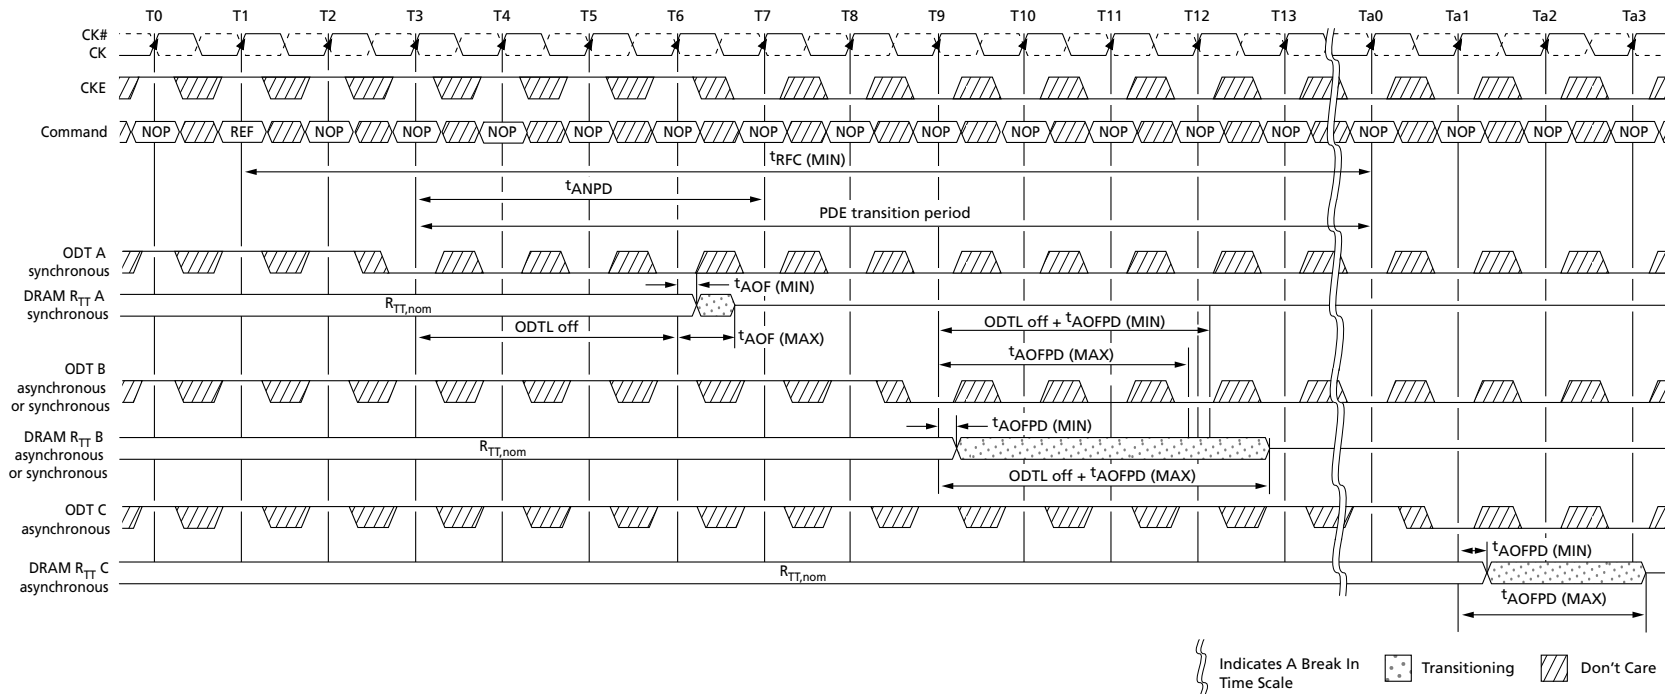 T0 T1 T2 T3 T4 T5 T6 T7 T8 T9 T10 T11 T12 T13 Ta0 Ta1 Ta2 Ta3
CK#
CK
CKE
Command NOP REF NOP NOP NOP NOP NOP NOP NOP NOP NOP NOP NOP NOP NOP NOP NOP NOP
tRFC (MIN)
tANPD
PDE transition period
ODT A
synchronous
tAOF (MIN)
DRAM RTT A
synchronous
RTT,nom
ODTL off + tAOFPD (MIN)
ODTL off
tAOF (MAX)
tAOFPD (MAX)
ODT B
asynchronous
or synchronous
tAOFPD (MIN)
DRAM RTT B
asynchronous
or synchronous
RTT,nom
ODTL off + tAOFPD (MAX)
ODT C
asynchronous
tAOFPD (MIN)
DRAM RTT C
asynchronous
RTT,nom
tAOFPD (MAX)
Indicates A Break In
Time Scale
Transitioning
Don't Care